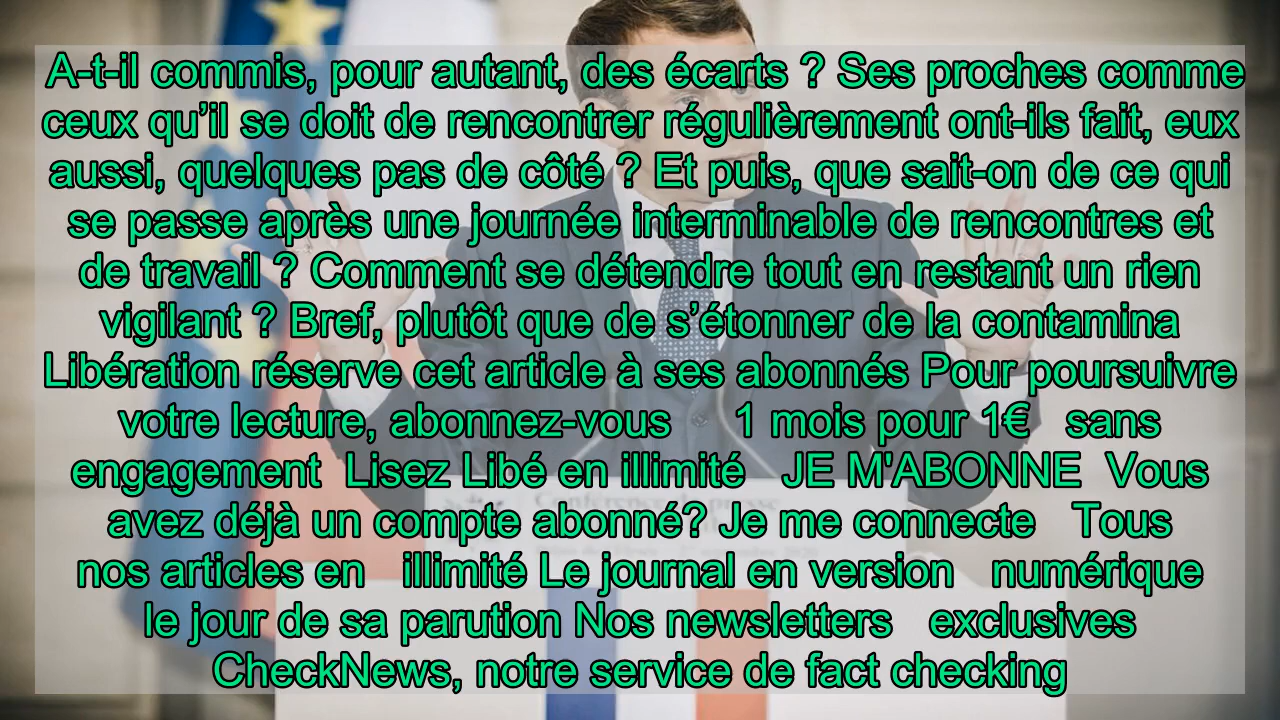 A-t-il commis, pour autant, des écarts ? Ses proches comme
ceux qu’il se doit de rencontrer régulièrement ont-ils fait, eux
aussi, quelques pas de côté ? Et puis, que sait-on de ce qui
se passe après une journée interminable de rencontres et
de travail ? Comment se détendre tout en restant un rien
vigilant ? Bref, plutôt que de s’étonner de la contamina
Libération réserve cet article à ses abonnés Pour poursuivre
votre lecture, abonnez-vous 1 mois pour 1€ sans
engagement Lisez Libé en illimité JE M'ABONNE Vous
avez déjà un compte abonné? Je me connecte Tous
nos articles en illimité Le journal en version numérique
le jour de sa parution Nos newsletters exclusives
CheckNews, notre service de fact checking
Conférence de presse